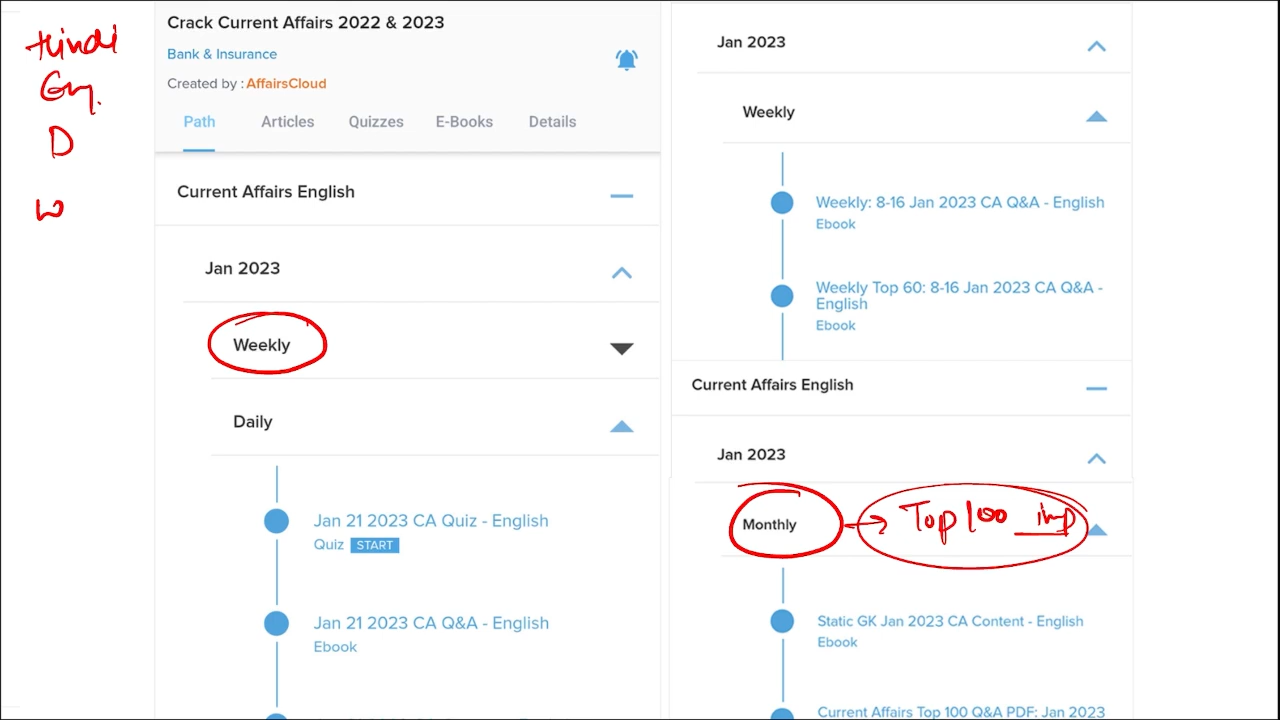 Hindi
Eng.
D
W
Crack Current Affairs 2022 & 2023
Bank & Insurance
Created by : AffairsCloud
Path Articles Quizzes E-Books Details
Current Affairs English
Jan 2023
Weekly
Daily
Jan 21 2023 CA Quiz - English
Quiz START
Jan 21 2023 CA Q&A - English
Ebook
Jan 2023
Weekly
Weekly: 8-16 Jan 2023 CA Q&A - English
Ebook
Weekly Top 60: 8-16 Jan 2023 CA Q&A -
English
Ebook
Current Affairs English
Jan 2023
Monthly → Top 100 imp
Static GK Jan 2023 CA Content - English
Ebook
Current Affairs Top 100 Q&A PDF: Jan 2023